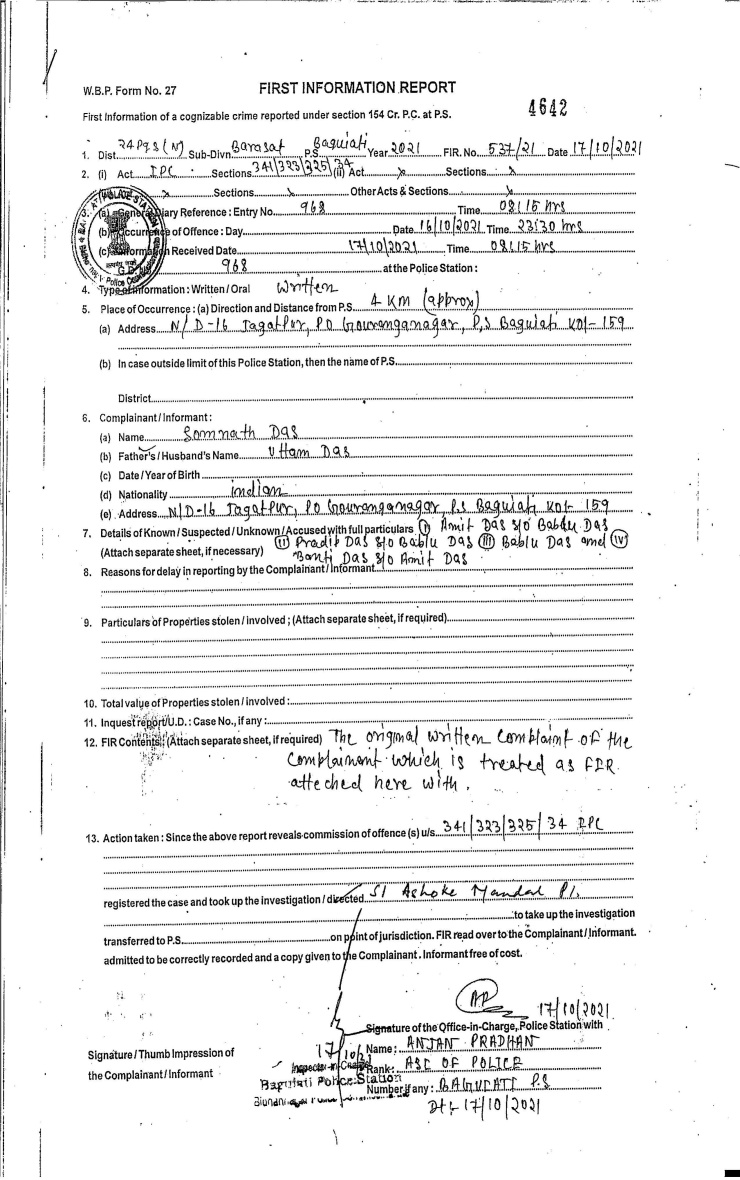 W.B.P. Form No. 27 FIRST INFORMATION REPORT
4642
First Information of a cognizable crime reported under section 154 Cr. P.C. at P.S.
1. Dist. 24 Pgs (N) Sub-Divn. Barasat P.S. Baguiati Year 2021 FIR. No. 537/21 Date 17/10/2021
2. (i) Act IPC Sections 341/323/325/34 (ii) Act x Sections x
x Sections x Other Acts & Sections x
3. (a) General Diary Reference : Entry No. 968 Time 08:15 hrs
(b) Occurrence of Offence : Day Date 16/10/2021 Time 23:30 hrs
(c) Information Received Date 17/10/2021 Time 08:15 hrs
968 at the Police Station :
4. Type of Information : Written / Oral Written
5. Place of Occurrence : (a) Direction and Distance from P.S. 4 KM (approx)
(a) Address N/D-16 Jagatpur, PO Gouranganagar, P.S Baguiati Kol-159
(b) In case outside limit of this Police Station, then the name of P.S.
District
6. Complainant / Informant :
(a) Name Somnath Das
(b) Father's / Husband's Name Uttam Das
(c) Date / Year of Birth
(d) Nationality indian
(e) Address N/D-16 Jagatpur, PO Gouranganagar, P.S Baguiati Kol- 159
7. Details of Known / Suspected / Unknown / Accused with full particulars (i) Amit Das S/O Bablu Das
(Attach separate sheet, if necessary) (ii) Pradip Das S/O Bablu Das (iii) Bablu Das and (iv)
Banti Das S/O Amit Das
8. Reasons for delay in reporting by the Complainant / Informant
9. Particulars of Properties stolen / involved ; (Attach separate sheet, if required)
10. Total value of Properties stolen / involved :
11. Inquest report/U.D. : Case No., if any :
12. FIR Contents : (Attach separate sheet, if required) The original written complaint of the
complainent which is treated as FIR
atteched here with.
13. Action taken : Since the above report reveals commission of offence (s) u/s 341/323/325/34 IPC
registered the case and took up the investigation / directed SI Ashoke Mandal
to take up the investigation
transferred to P.S. on point of jurisdiction. FIR read over to the Complainant / Informant.
admitted to be correctly recorded and a copy given to the Complainant. Informant free of cost.
17/10/2021
Signature of the Office-in-Charge, Police Station with
Signature / Thumb Impression of
the Complainant / Informant
17/10/2
Inspector-in-Charge
Baguiati Police Station
Name : ANJAN PRADHAN
Rank : ASI OF POLICE
Number if any : BAGUIATI P.S
Dt- 17/10/2021